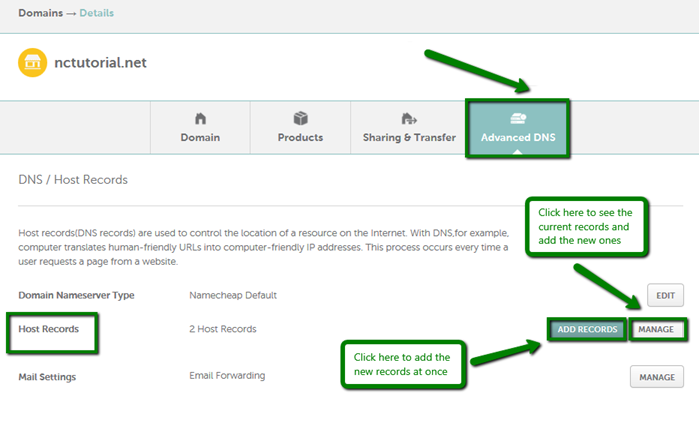 Domains → Details
nctutorial.net
Domain
Products
Sharing & Transfer
Advanced DNS
DNS / Host Records
Host records(DNS records) are used to control the location of a resource on the Internet. With DNS,for example,
computer translates human-friendly URLs into computer-friendly IP addresses. This process occurs every time a
user requests a page from a website.
Click here to see the
current records and
add the new ones
Domain Nameserver Type
Namecheap Default
EDIT
Host Records
2 Host Records
ADD RECORDS
MANAGE
Click here to add the
new records at once
Mail Settings
Email Forwarding
MANAGE